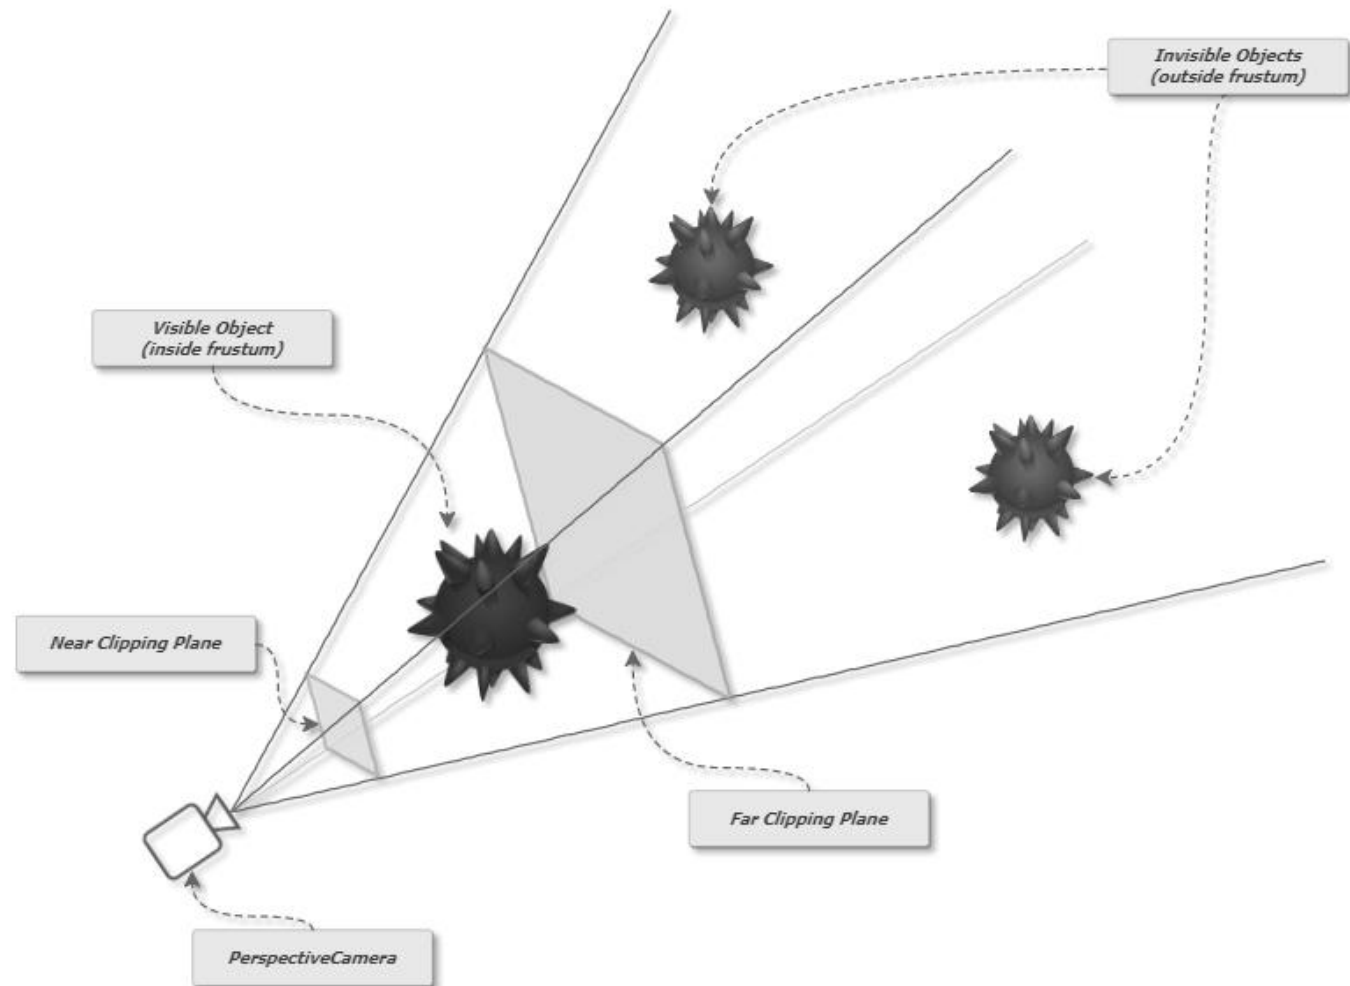 Invisible Objects
(outside frustum)
Visible Object
(inside frustum)
Near Clipping Plane
Far Clipping Plane
PerspectiveCamera